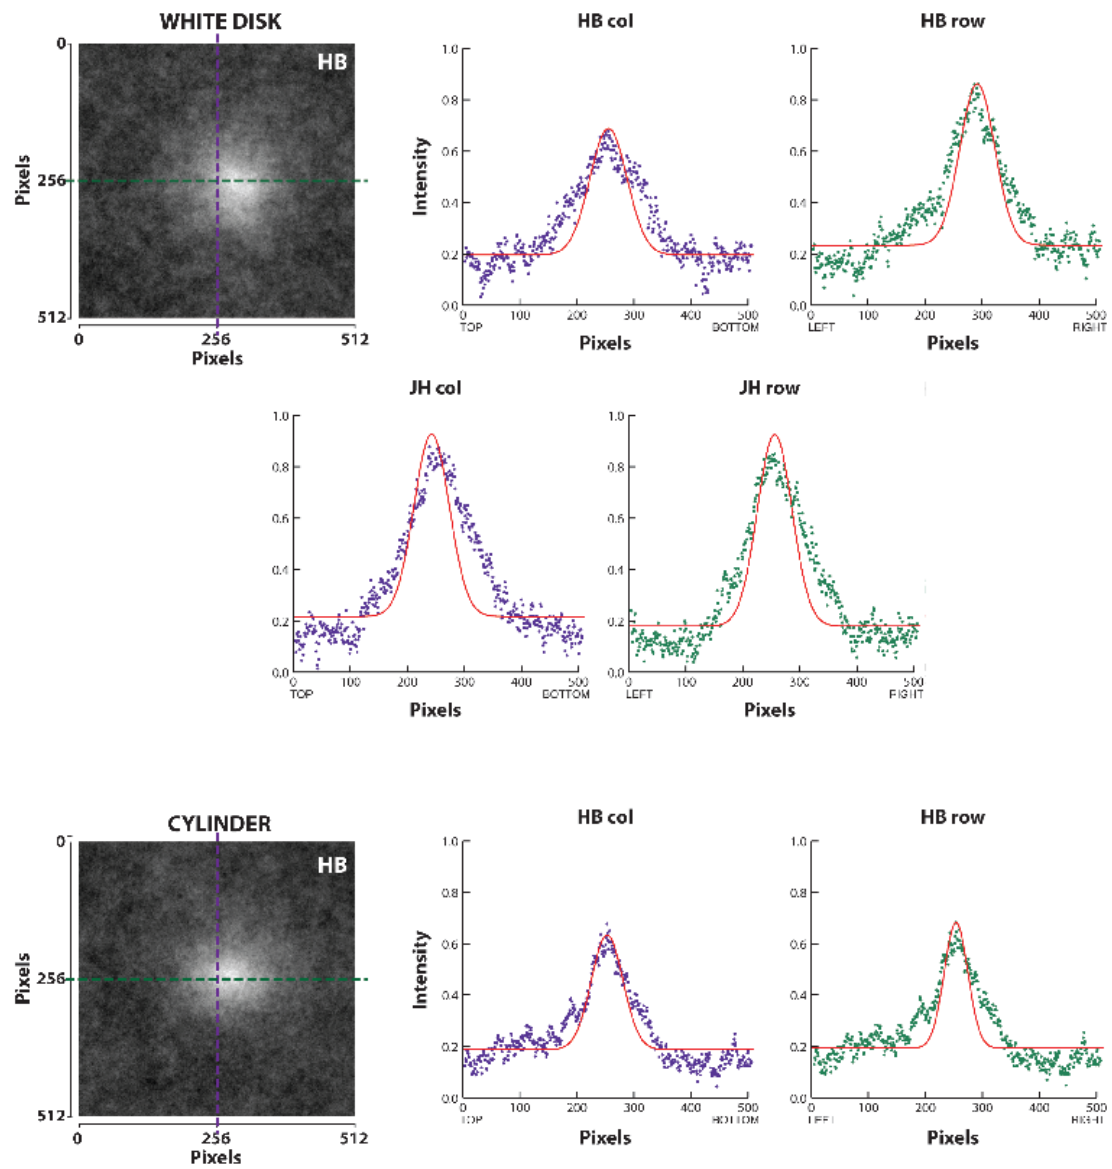 WHITE DISK
HB
0
256
512
Pixels
0 256 512
Pixels
HB col
Intensity
1.0
0.8
0.6
0.4
0.2
0.0
0 100 200 300 400 500
TOP BOTTOM
Pixels
HB row
1.0
0.8
0.6
0.4
0.2
0.0
0 100 200 300 400 500
LEFT RIGHT
Pixels
JH col
1.0
0.8
0.6
0.4
0.2
0.0
0 100 200 300 400 500
TOP BOTTOM
Pixels
JH row
1.0
0.8
0.6
0.4
0.2
0.0
0 100 200 300 400 500
LEFT RIGHT
Pixels
CYLINDER
HB
0
256
512
Pixels
0 256 512
Pixels
HB col
Intensity
1.0
0.8
0.6
0.4
0.2
0.0
0 100 200 300 400 500
TOP BOTTOM
Pixels
HB row
1.0
0.8
0.6
0.4
0.2
0.0
0 100 200 300 400 500
LEFT RIGHT
Pixels